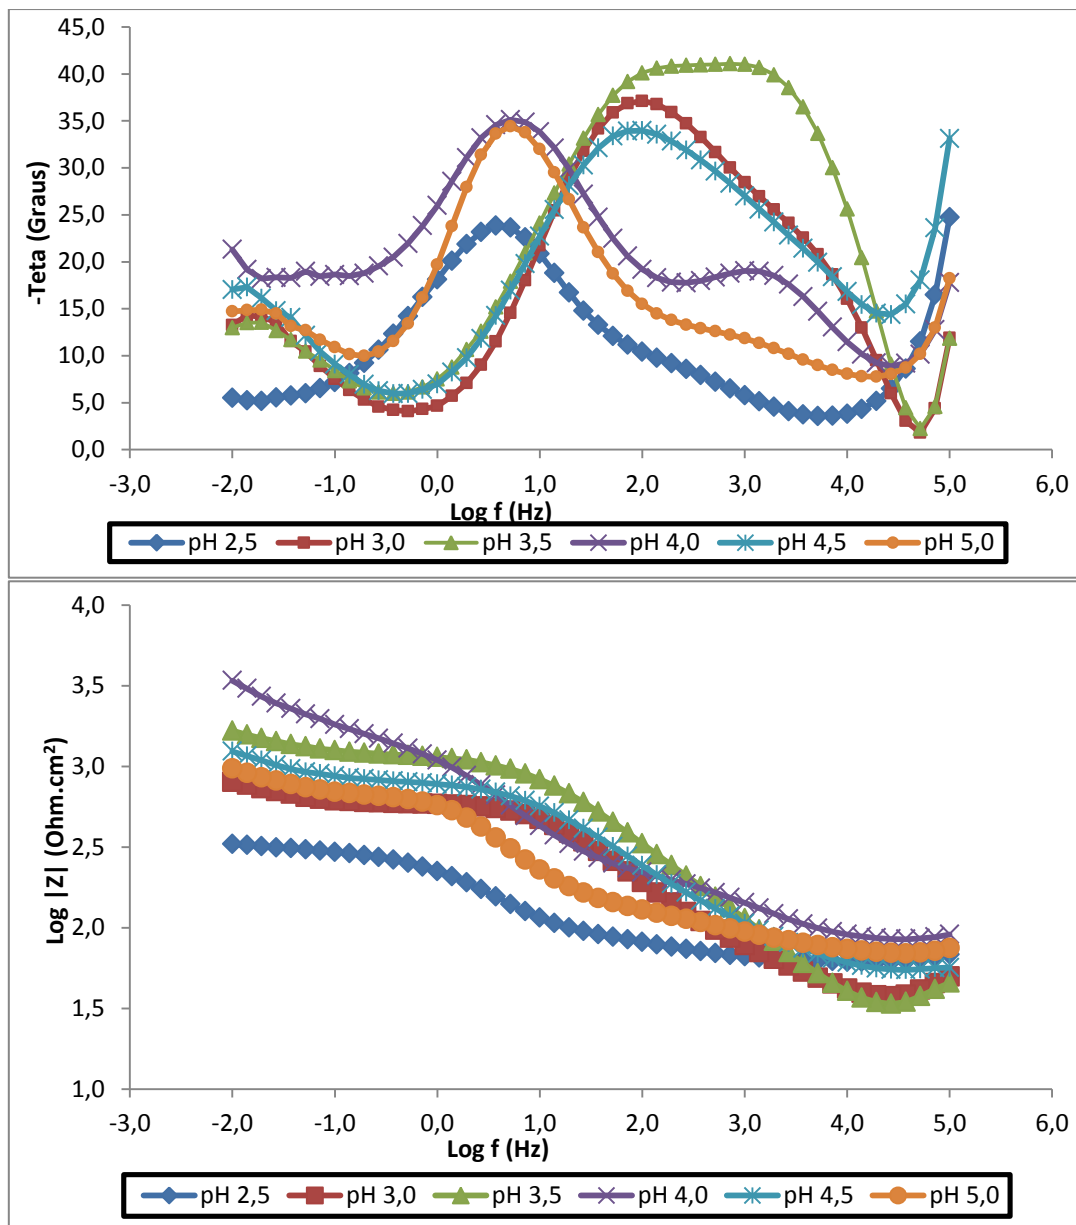 45,0
40,0
35,0
30,0
25,0
20,0
15,0
10,0
5,0
0,0
-Teta (Graus)
-3,0 -2,0 -1,0 0,0 1,0 2,0 3,0 4,0 5,0 6,0
Log f (Hz)
pH 2,5 pH 3,0 pH 3,5 pH 4,0 pH 4,5 pH 5,0
4,0
3,5
3,0
2,5
2,0
1,5
1,0
Log |Z| (Ohm.cm²)
-3,0 -2,0 -1,0 0,0 1,0 2,0 3,0 4,0 5,0 6,0
Log f (Hz)
pH 2,5 pH 3,0 pH 3,5 pH 4,0 pH 4,5 pH 5,0